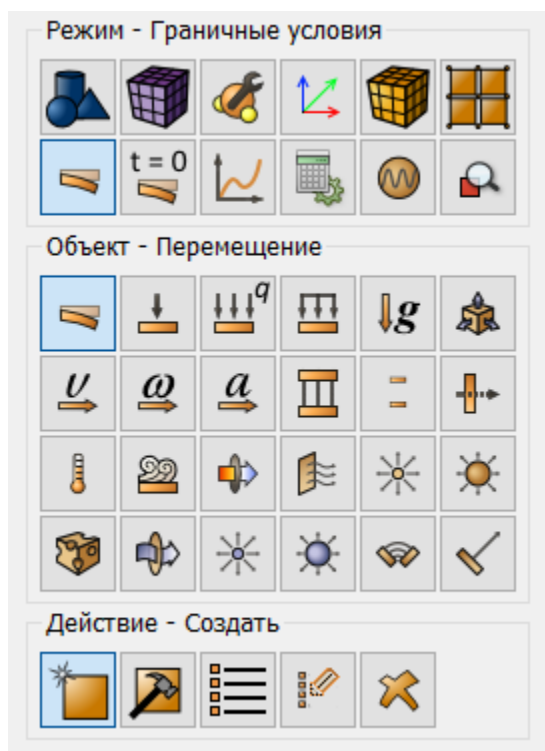 Режим - Граничные условия
t = 0
Объект - Перемещение
q
g
υ ω a
Действие - Создать